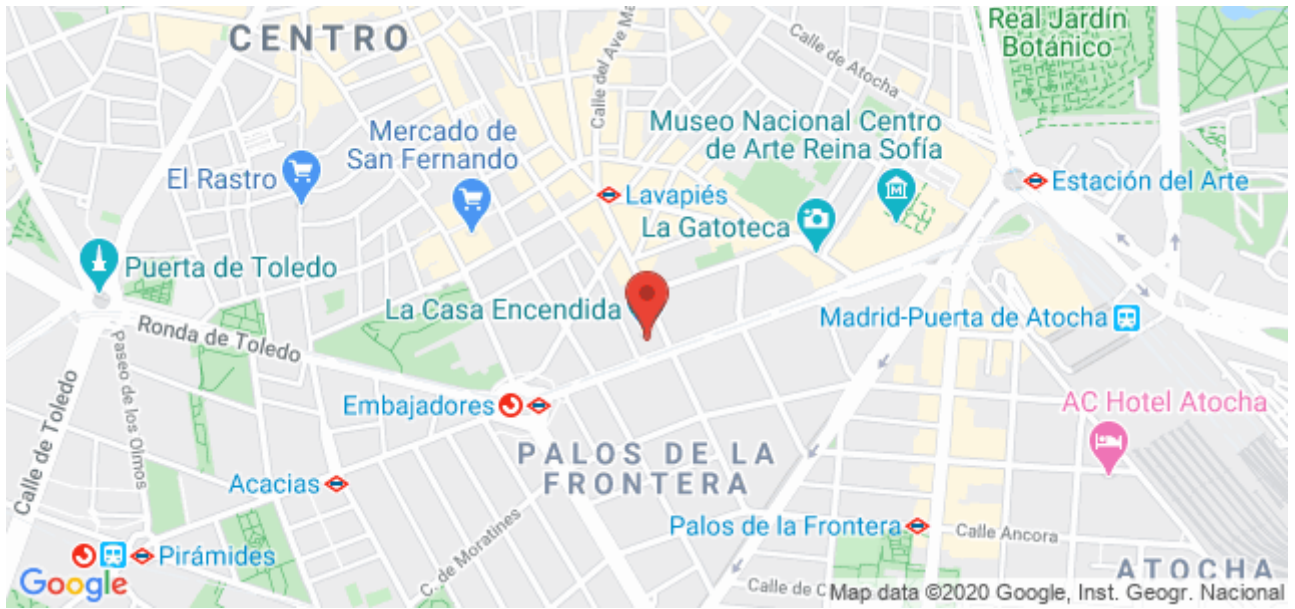 CENTRO
Calle del Ave Ma
Calle de Atocha
Real Jardín
Botánico
Mercado de
San Fernando
Museo Nacional Centro
de Arte Reina Sofía
El Rastro
Lavapiés
Estación del Arte
La Gatoteca
Puerta de Toledo
La Casa Encendida
Madrid-Puerta de Atocha
Ronda de Toledo
Paseo de los Olmos
Calle de Toledo
Embajadores
AC Hotel Atocha
PALOS DE LA
FRONTERA
Acacias
C. de Moratines
Palos de la Frontera
Calle Ancora
Pirámides
ATOCHA
Google
Calle de C
Map data ©2020 Google, Inst. Geogr. Nacional